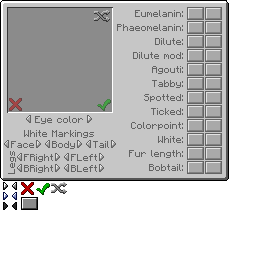 Eumelanin:
Phaeomelanin:
Dilute:
Dilute mod:
Agouti:
Tabby:
Spotted:
Ticked:
Colorpoint:
White:
Fur length:
Bobtail:
Eye color
White Markings
Face Body Tail
Legs
FRight FLeft
BRight BLeft